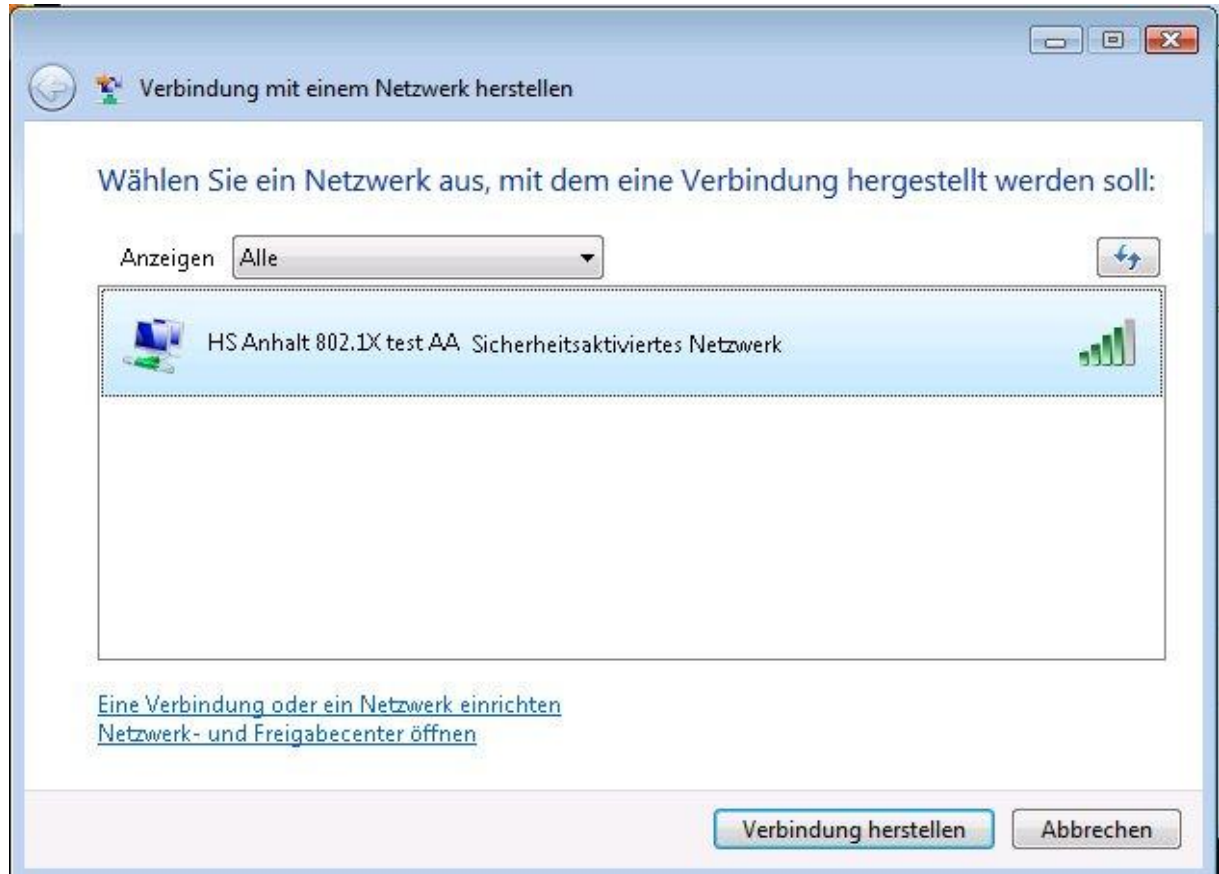 Verbindung mit einem Netzwerk herstellen
Wählen Sie ein Netzwerk aus, mit dem eine Verbindung hergestellt werden soll:
Anzeigen Alle
HS Anhalt 802.1X test AA Sicherheitsaktiviertes Netzwerk
Eine Verbindung oder ein Netzwerk einrichten
Netzwerk- und Freigabecenter öffnen
Verbindung herstellen Abbrechen